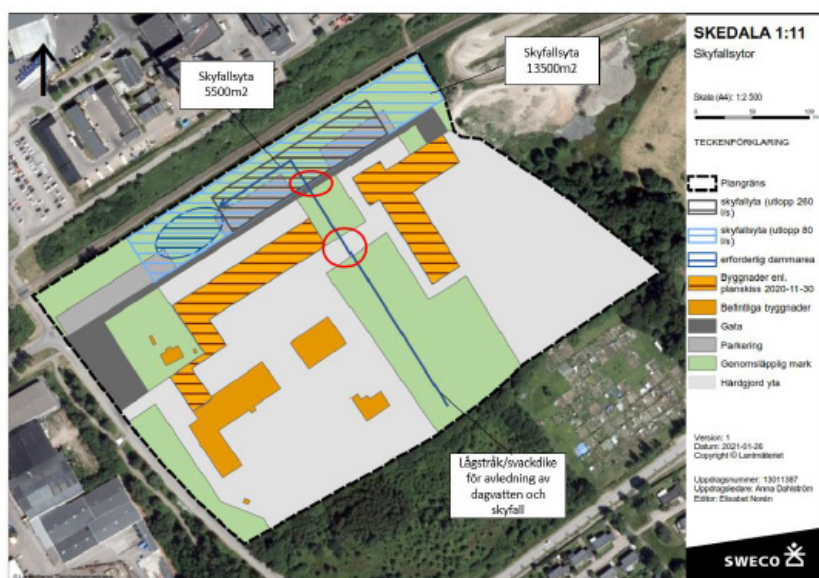 Skyfallsyta
5500m2
Skyfallsyta
13500m2
Lågstråk/svackdike
för avledning av
dagvatten och
skyfall
SKEDALA 1:11
Skyfallsytor
Skala (A4): 1:2 500
0 50 100
m
TECKENFÖRKLARING
Plangräns
skyfallyta (utlopp 260
l/s)
skyfallsyta (utlopp 80
l/s)
erforderlig dammarea
Byggnader enl.
planskiss 2020-11-30
Befintliga byggnader
Gata
Parkering
Genomsläpplig mark
Hårdgjord yta
Version: 1
Datum: 2021-01-26
Copyright © Lantmäteriet
Uppdragsnummer: 13011387
Uppdragsledare: Anna Dahlström
Editor: Elisabet Norén
SWECO